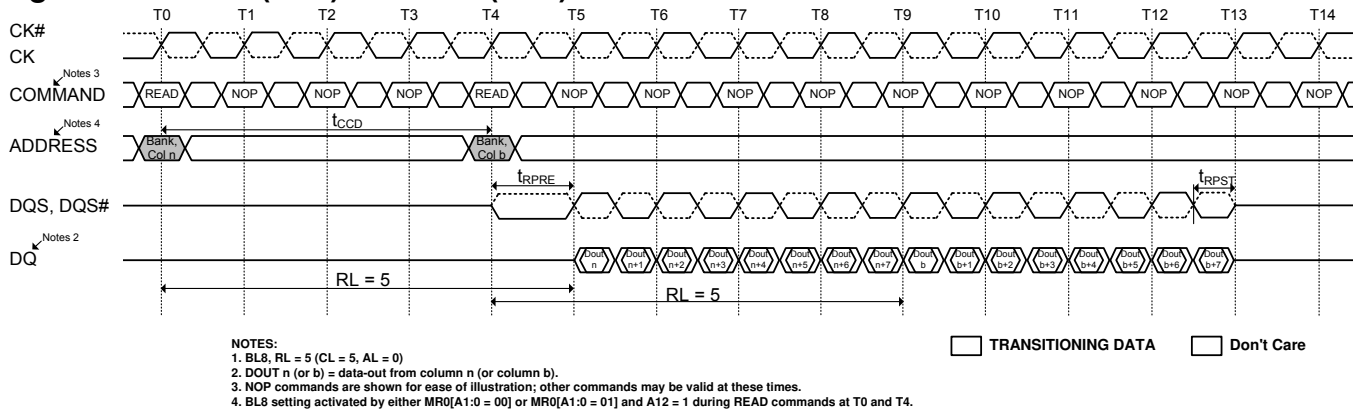 T0 T1 T2 T3 T4 T5 T6 T7 T8 T9 T10 T11 T12 T13 T14
CK#
CK
Notes 3
COMMAND READ NOP NOP NOP READ NOP NOP NOP NOP NOP NOP NOP NOP NOP NOP
tCCD
Notes 4
ADDRESS Bank, Col n Bank, Col b
tRPRE tRPST
DQS, DQS#
Notes 2
DQ Dout n Dout n+1 Dout n+2 Dout n+3 Dout n+4 Dout n+5 Dout n+6 Dout n+7 Dout b Dout b+1 Dout b+2 Dout b+3 Dout b+4 Dout b+5 Dout b+6 Dout b+7
RL = 5 RL = 5
NOTES:
TRANSITIONING DATA Don't Care
1. BL8, RL = 5 (CL = 5, AL = 0)
2. DOUT n (or b) = data-out from column n (or column b).
3. NOP commands are shown for ease of illustration; other commands may be valid at these times.
4. BL8 setting activated by either MR0[A1:0 = 00] or MR0[A1:0 = 01] and A12 = 1 during READ commands at T0 and T4.